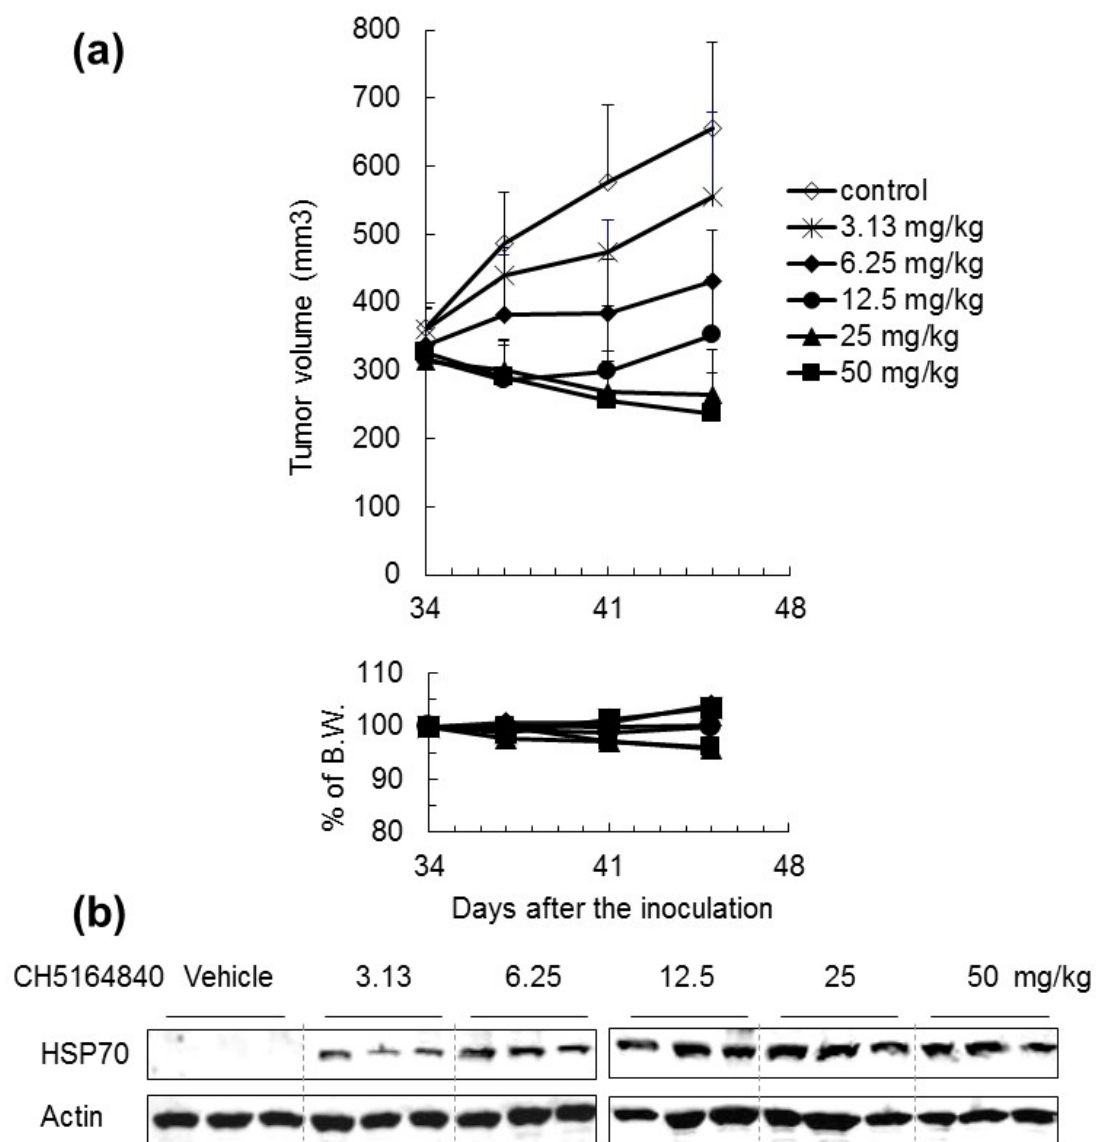 (a)
800
700
600
500
400
300
200
100
0
Tumor volume (mm3)
34 41 48
control
3.13 mg/kg
6.25 mg/kg
12.5 mg/kg
25 mg/kg
50 mg/kg
110
100
90
80
% of B.W.
34 41 48
Days after the inoculation
(b)
CH5164840 Vehicle 3.13 6.25 12.5 25 50 mg/kg
HSP70
Actin